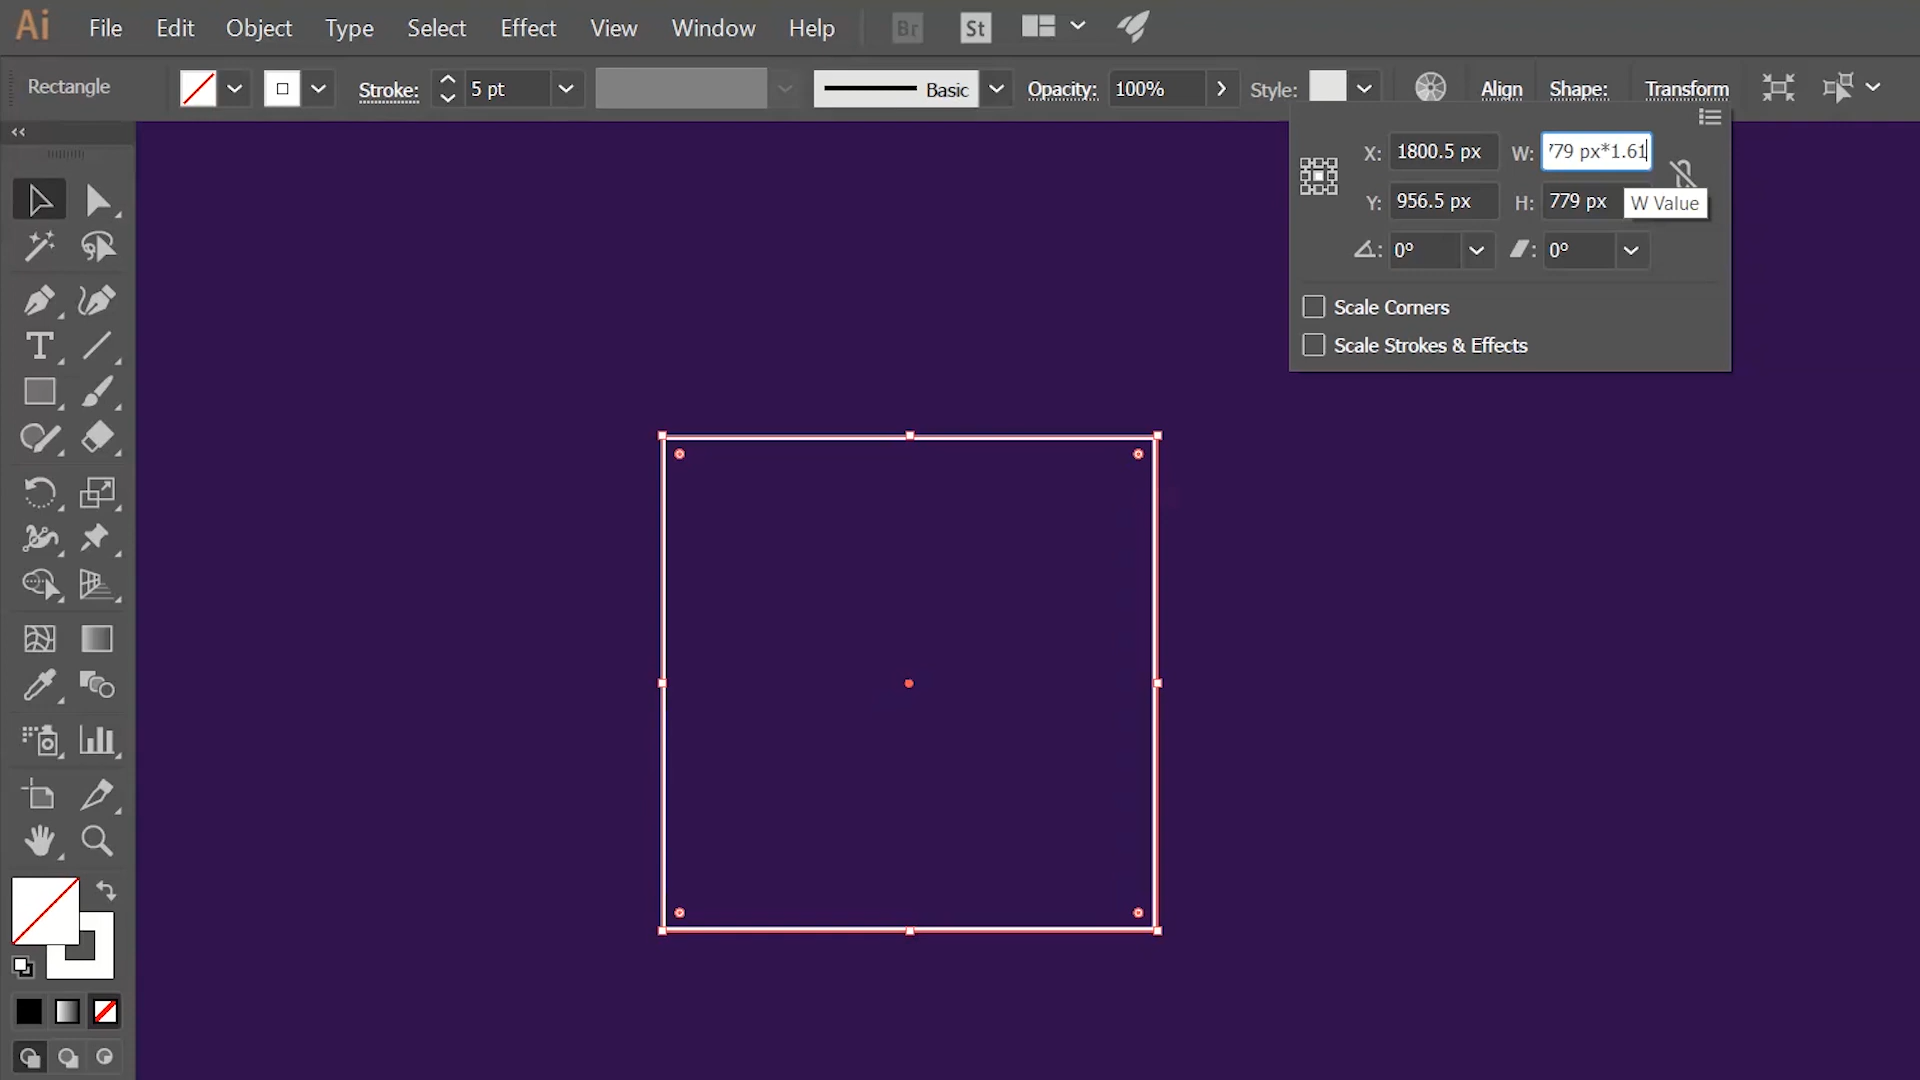 Ai File Edit Object Type Select Effect View Window Help Br St
Rectangle Stroke: 5 pt Basic Opacity: 100% Style: Align Shape: Transform
X: 1800.5 px W: 779 px*1.61
Y: 956.5 px H: 779 px W Value
0° 0°
Scale Corners
Scale Strokes & Effects
T